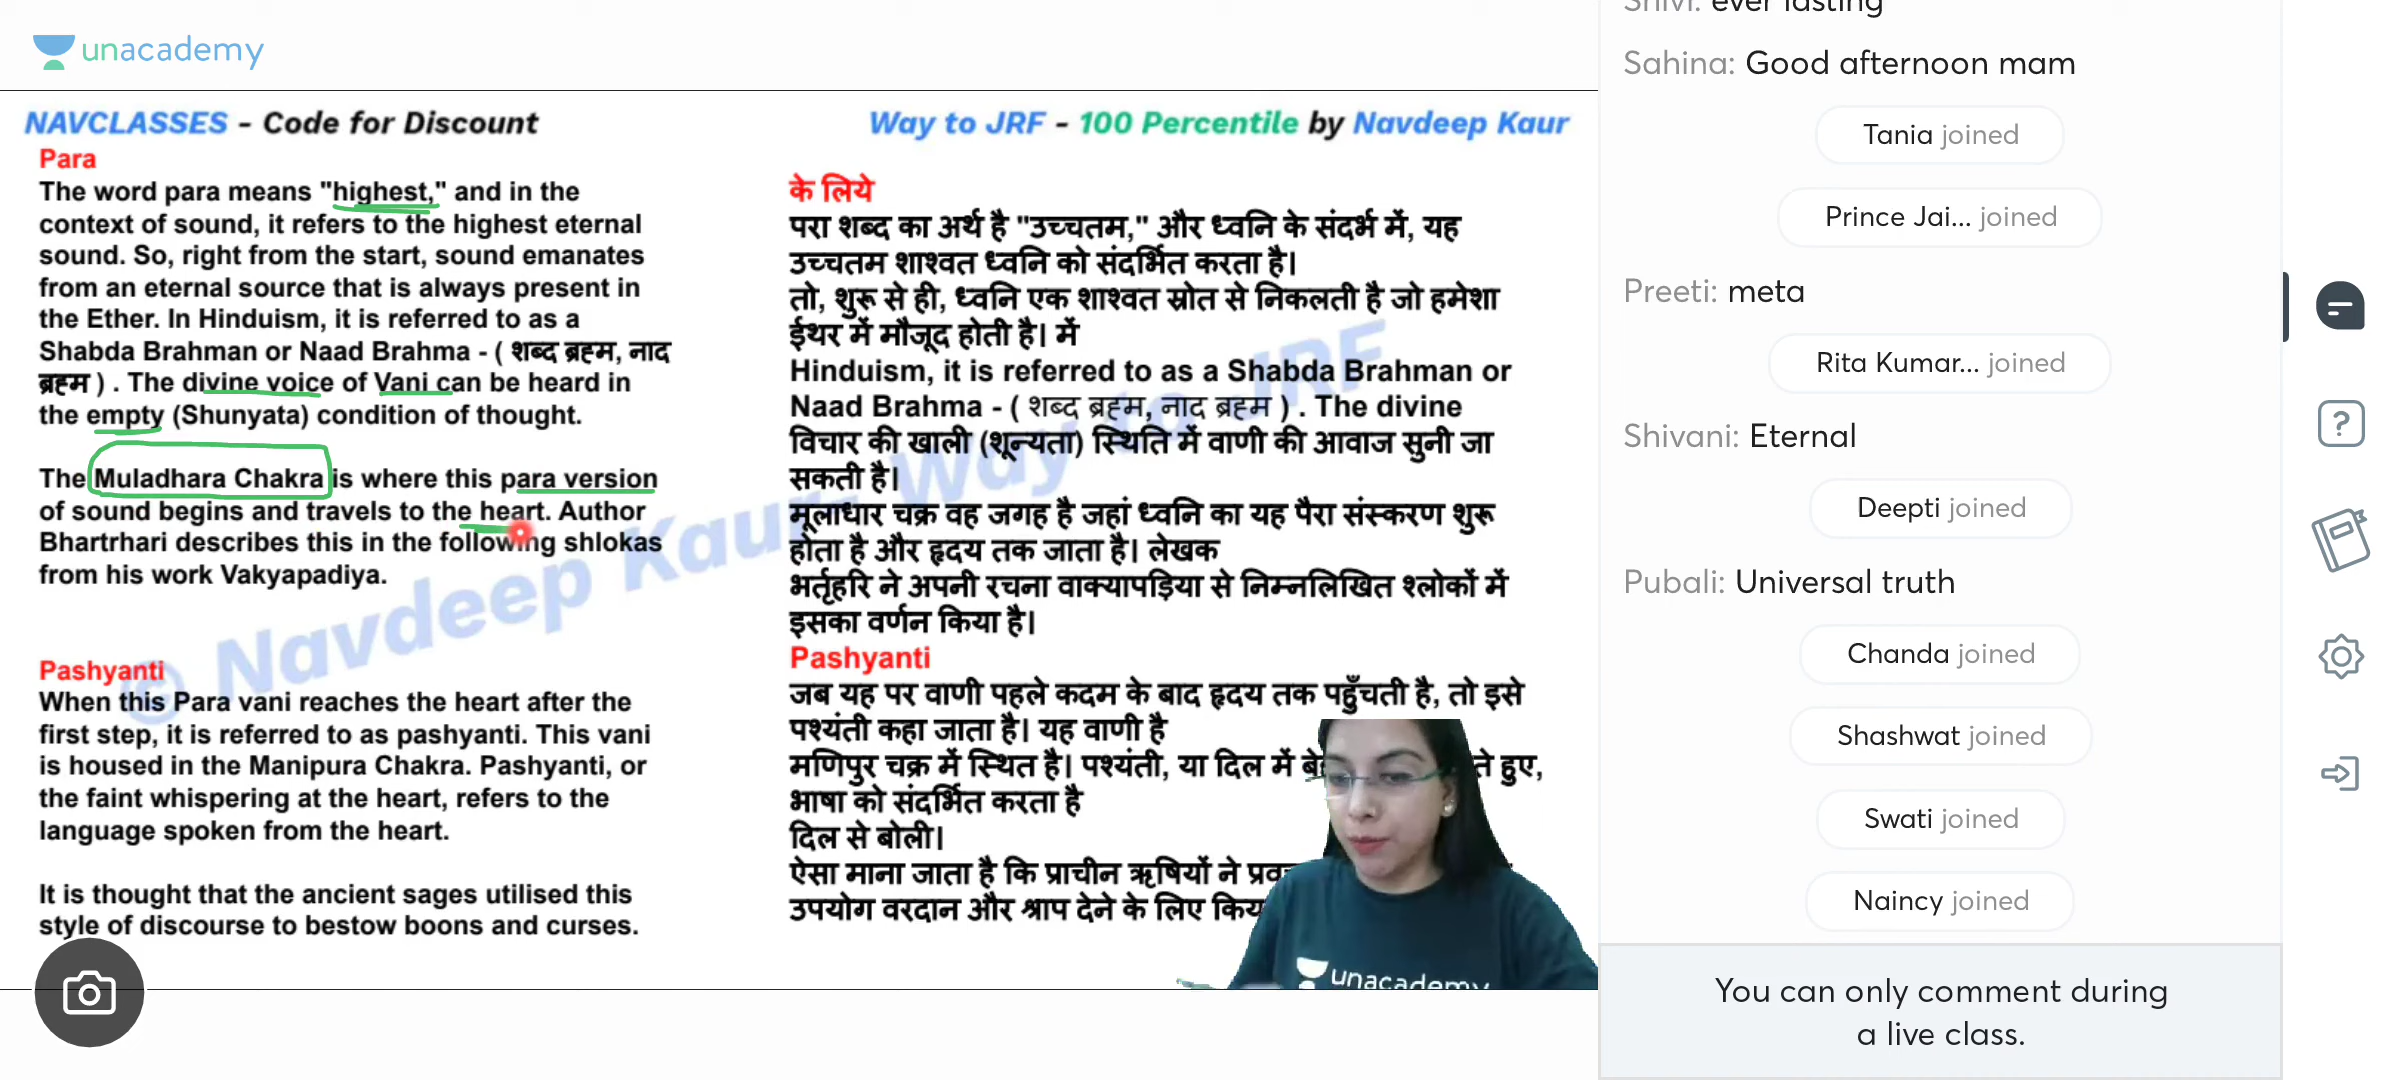 unacademy
NAVCLASSES - Code for Discount
Way to JRF - 100 Percentile by Navdeep Kaur
Para
The word para means "highest," and in the
context of sound, it refers to the highest eternal
sound. So, right from the start, sound emanates
from an eternal source that is always present in
the Ether. In Hinduism, it is referred to as a
Shabda Brahman or Naad Brahma - ( शब्द ब्रह्म, नाद
ब्रह्म ) . The divine voice of Vani can be heard in
the empty (Shunyata) condition of thought.
The Muladhara Chakra is where this para version
of sound begins and travels to the heart. Author
Bhartrhari describes this in the following shlokas
from his work Vakyapadiya.
Pashyanti
When this Para vani reaches the heart after the
first step, it is referred to as pashyanti. This vani
is housed in the Manipura Chakra. Pashyanti, or
the faint whispering at the heart, refers to the
language spoken from the heart.
It is thought that the ancient sages utilised this
style of discourse to bestow boons and curses.
के लिये
परा शब्द का अर्थ है "उच्चतम," और ध्वनि के संदर्भ में, यह
उच्चतम शाश्वत ध्वनि को संदर्भित करता है।
तो, शुरू से ही, ध्वनि एक शाश्वत स्रोत से निकलती है जो हमेशा
ईथर में मौजूद होती है। में
Hinduism, it is referred to as a Shabda Brahman or
Naad Brahma - ( शब्द ब्रह्म, नाद ब्रह्म ) . The divine
विचार की खाली (शून्यता) स्थिति में वाणी की आवाज सुनी जा
सकती है।
मूलाधार चक्र वह जगह है जहां ध्वनि का यह पैरा संस्करण शुरू
होता है और हृदय तक जाता है। लेखक
भर्तृहरि ने अपनी रचना वाक्यापड़िया से निम्नलिखित श्लोकों में
इसका वर्णन किया है।
Pashyanti
जब यह पर वाणी पहले कदम के बाद हृदय तक पहुँचती है, तो इसे
पश्यंती कहा जाता है। यह वाणी है
मणिपुर चक्र में स्थित है। पश्यंती, या दिल में हुए,
भाषा को संदर्भित करता है
दिल से बोली।
ऐसा माना जाता है कि प्राचीन ऋषियों ने
उपयोग वरदान और श्राप देने के लिए
© Navdeep Kaur- Way to JRF
unacademy
Shivi: ever lasting
Sahina: Good afternoon mam
Tania joined
Prince Jai... joined
Preeti: meta
Rita Kumar... joined
Shivani: Eternal
Deepti joined
Pubali: Universal truth
Chanda joined
Shashwat joined
Swati joined
Naincy joined
You can only comment during
a live class.